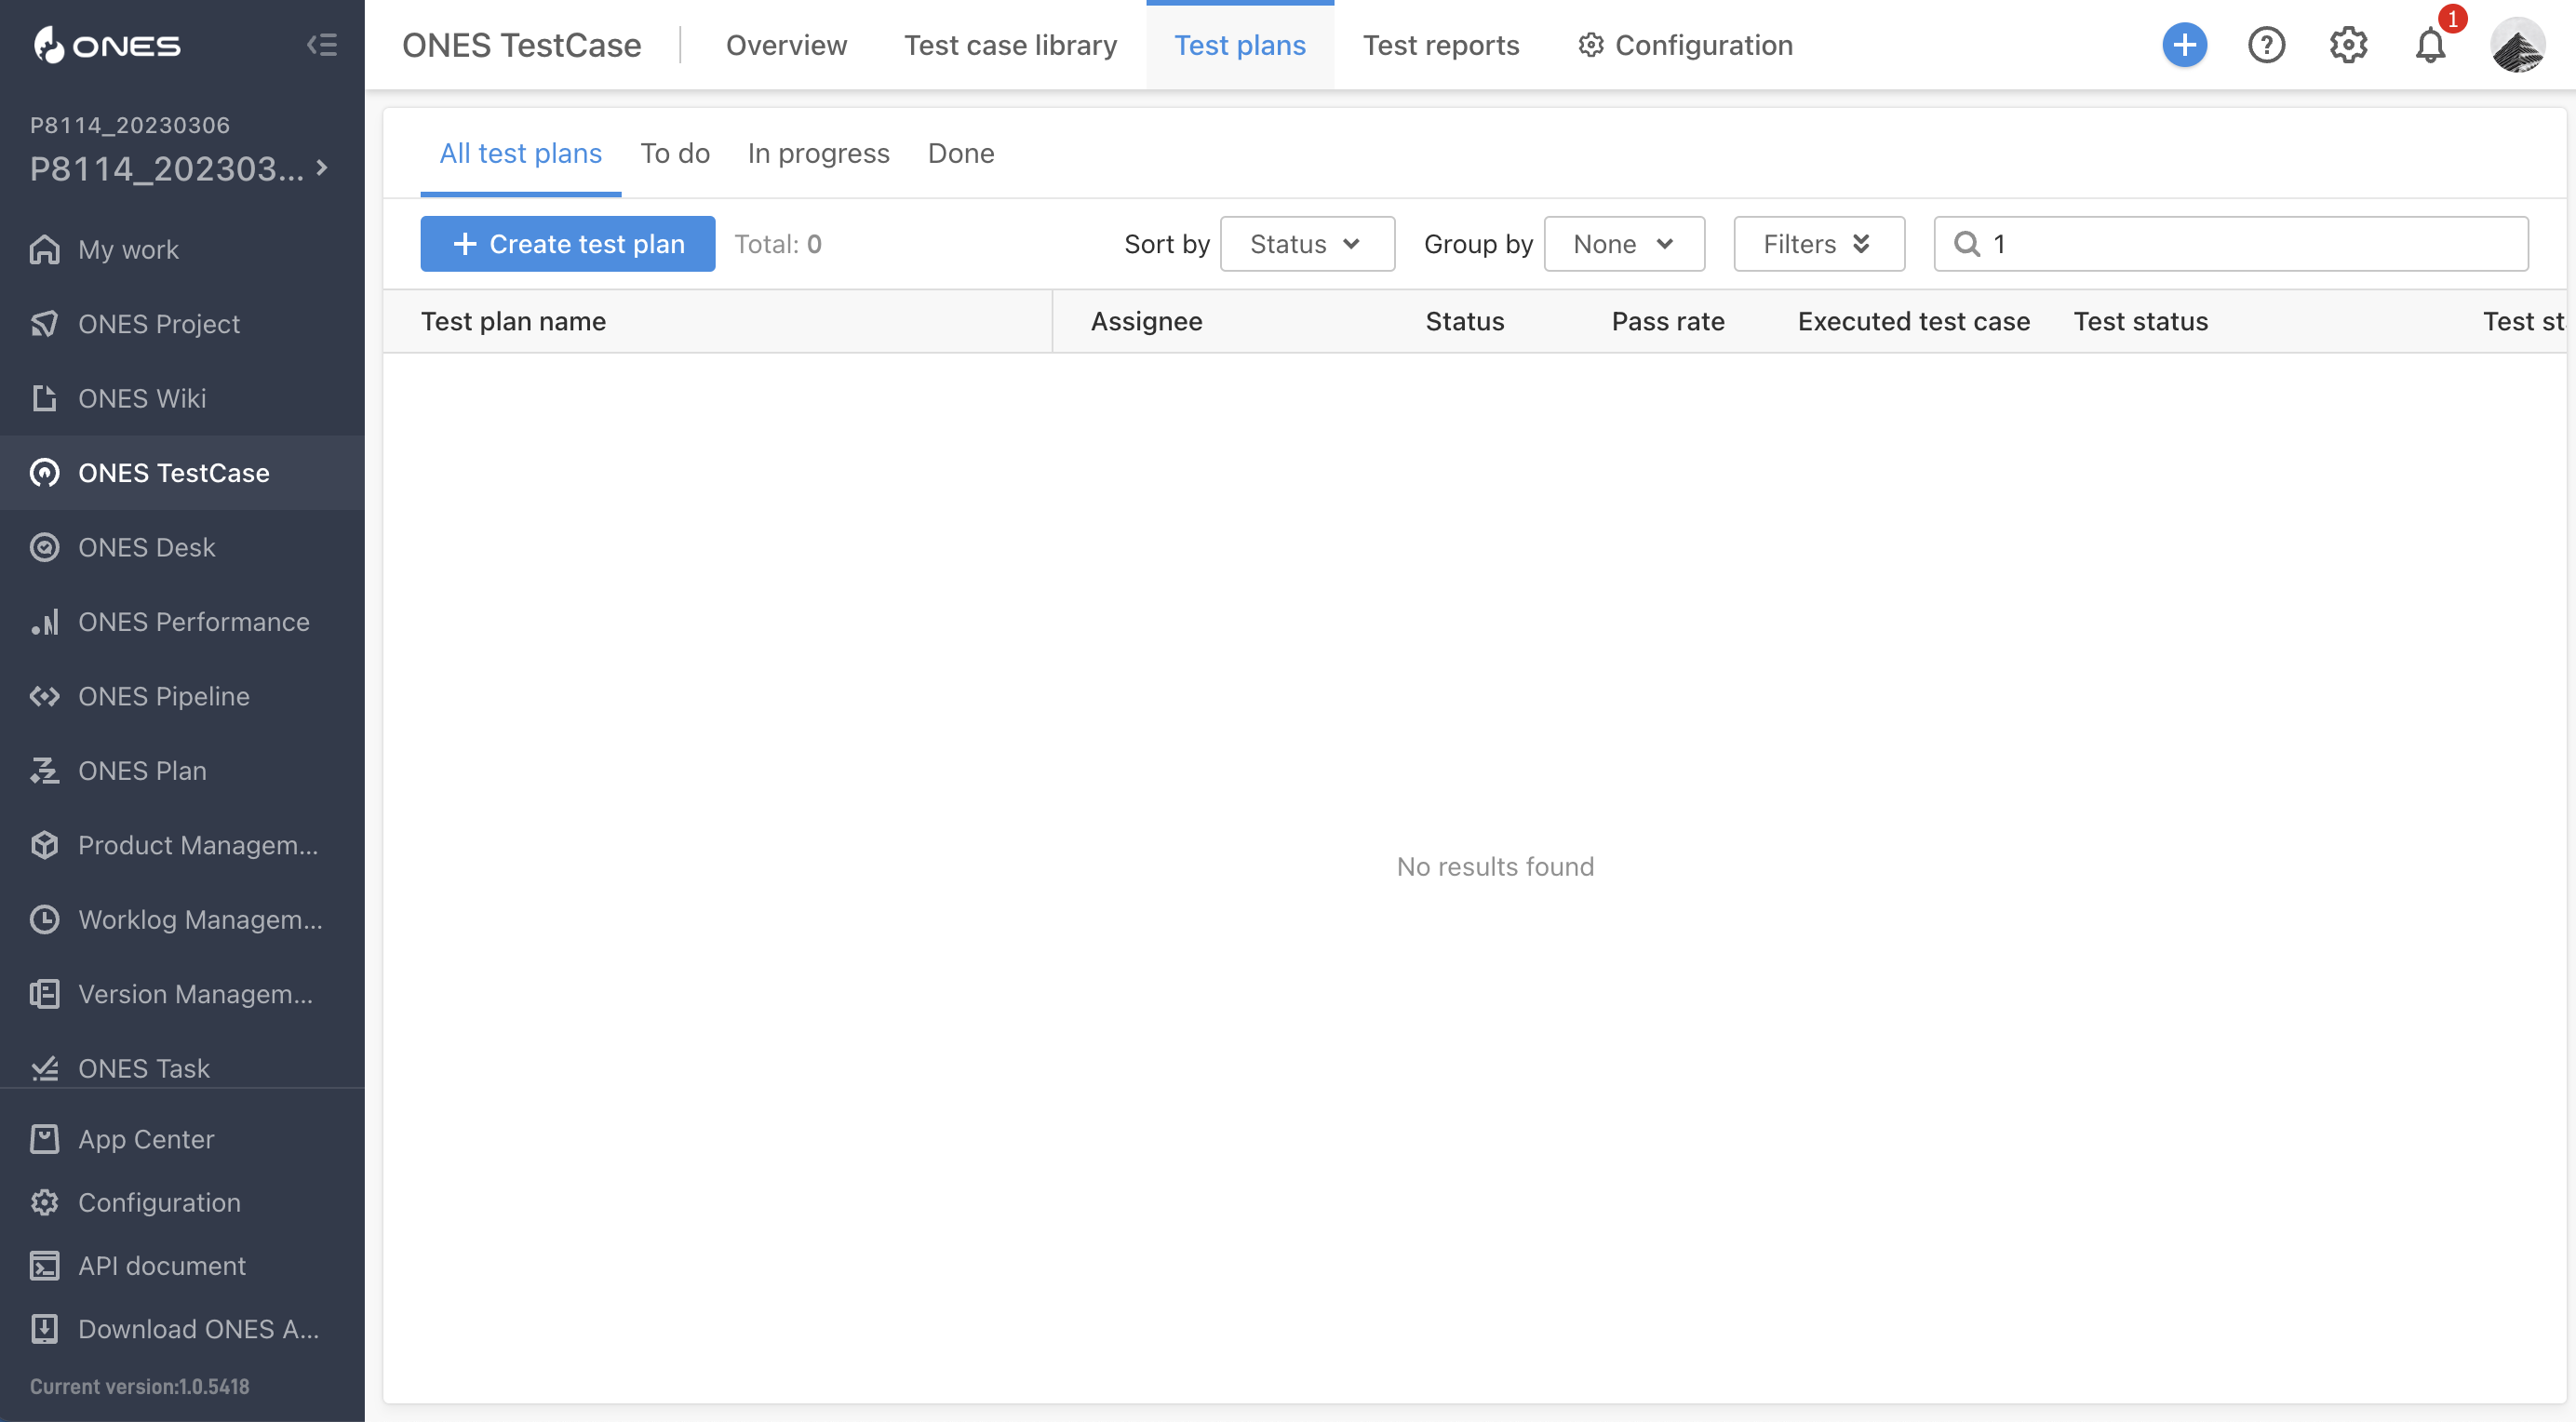 ONES
P8114_20230306
P8114_202303...
My work
ONES Project
ONES Wiki
ONES TestCase
ONES Desk
ONES Performance
ONES Pipeline
ONES Plan
Product Managem...
Worklog Managem...
Version Managem...
ONES Task
App Center
Configuration
API document
Download ONES A...
Current version:1.0.5418
ONES TestCase Overview Test case library Test plans Test reports Configuration 1
All test plans To do In progress Done
Create test plan Total: 0 Sort by Status Group by None Filters 1
Test plan name Assignee Status Pass rate Executed test case Test status Test st
No results found